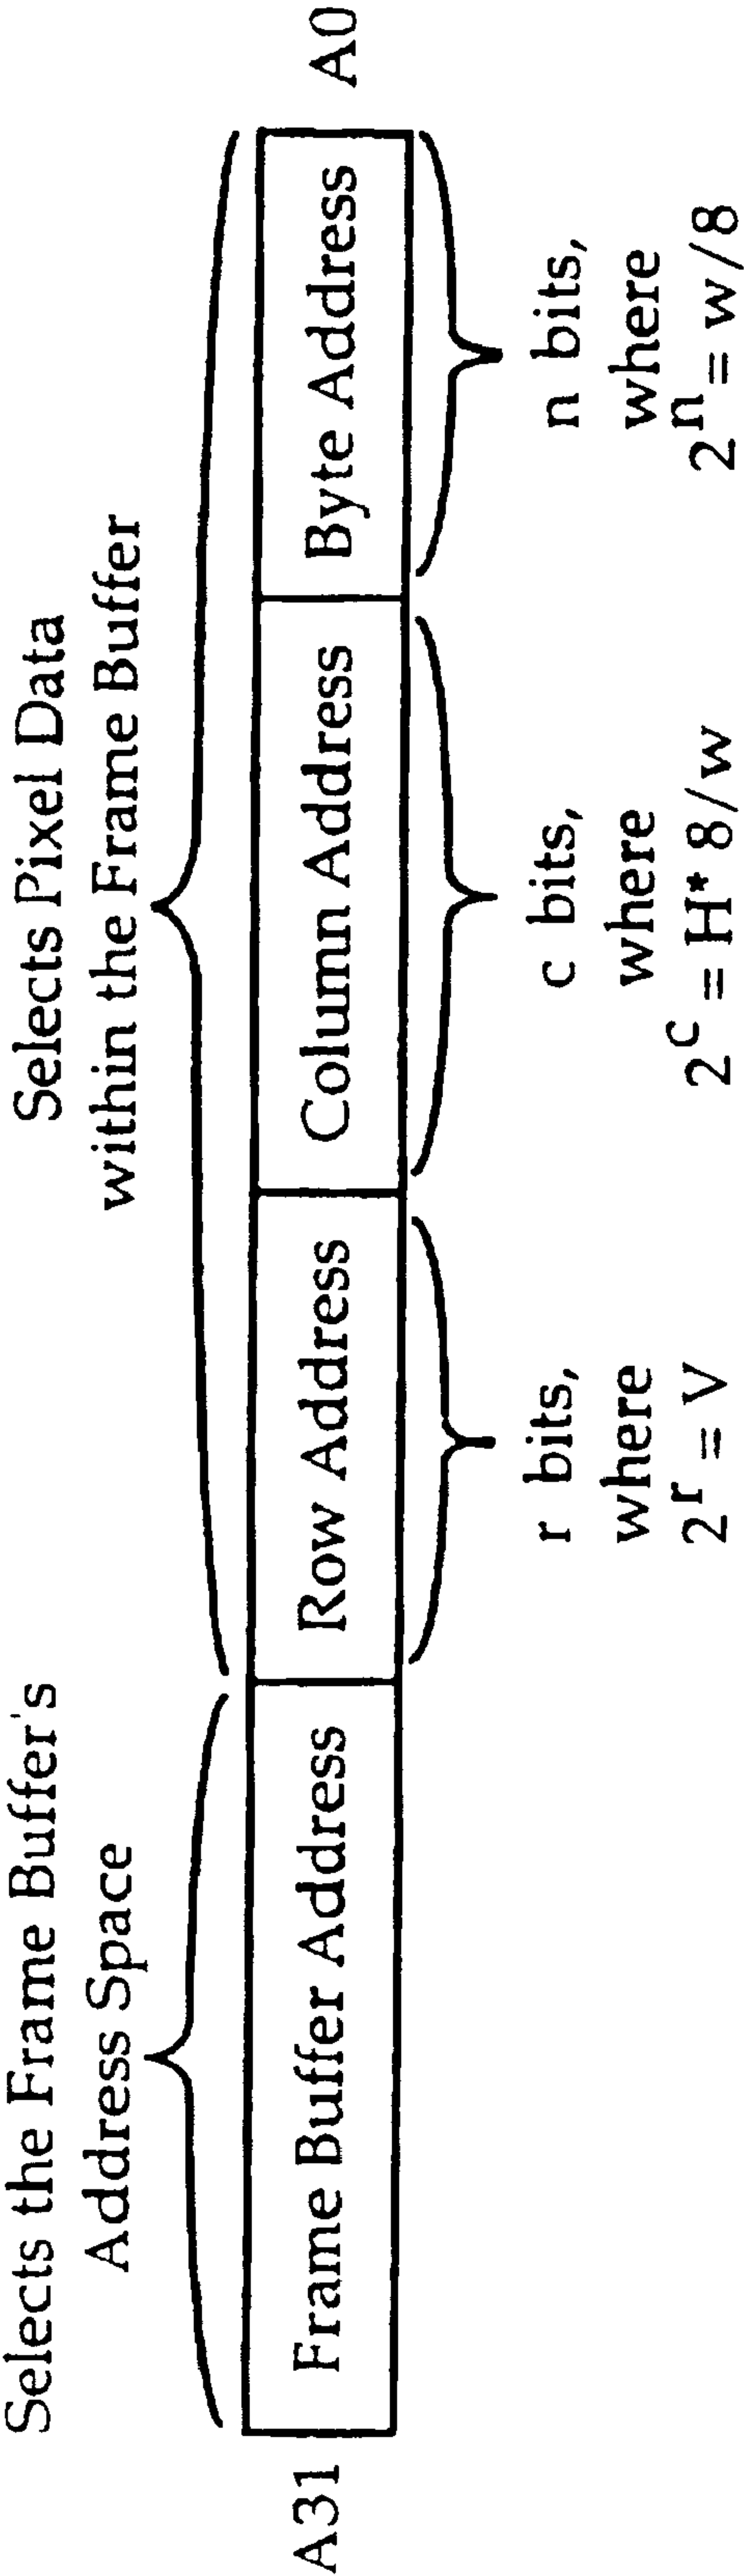 Selects the Frame Buffer's
Address Space
Selects Pixel Data
within the Frame Buffer
A31
Frame Buffer Address
Row Address
Column Address
Byte Address
A0
r bits,
where
2^r = V
c bits,
where
2^c = H* 8/w
n bits,
where
2^n = w/8